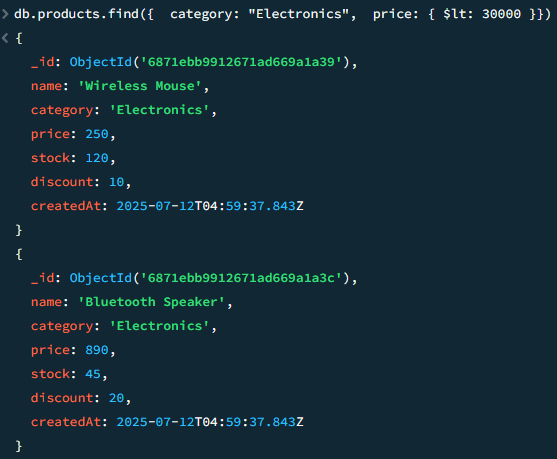 > db.products.find({  category: "Electronics",  price: { $lt: 30000 }})
< {
_id: ObjectId('6871ebb9912671ad669a1a39'),
name: 'Wireless Mouse',
category: 'Electronics',
price: 250,
stock: 120,
discount: 10,
createdAt: 2025-07-12T04:59:37.843Z
}
{
_id: ObjectId('6871ebb9912671ad669a1a3c'),
name: 'Bluetooth Speaker',
category: 'Electronics',
price: 890,
stock: 45,
discount: 20,
createdAt: 2025-07-12T04:59:37.843Z
}